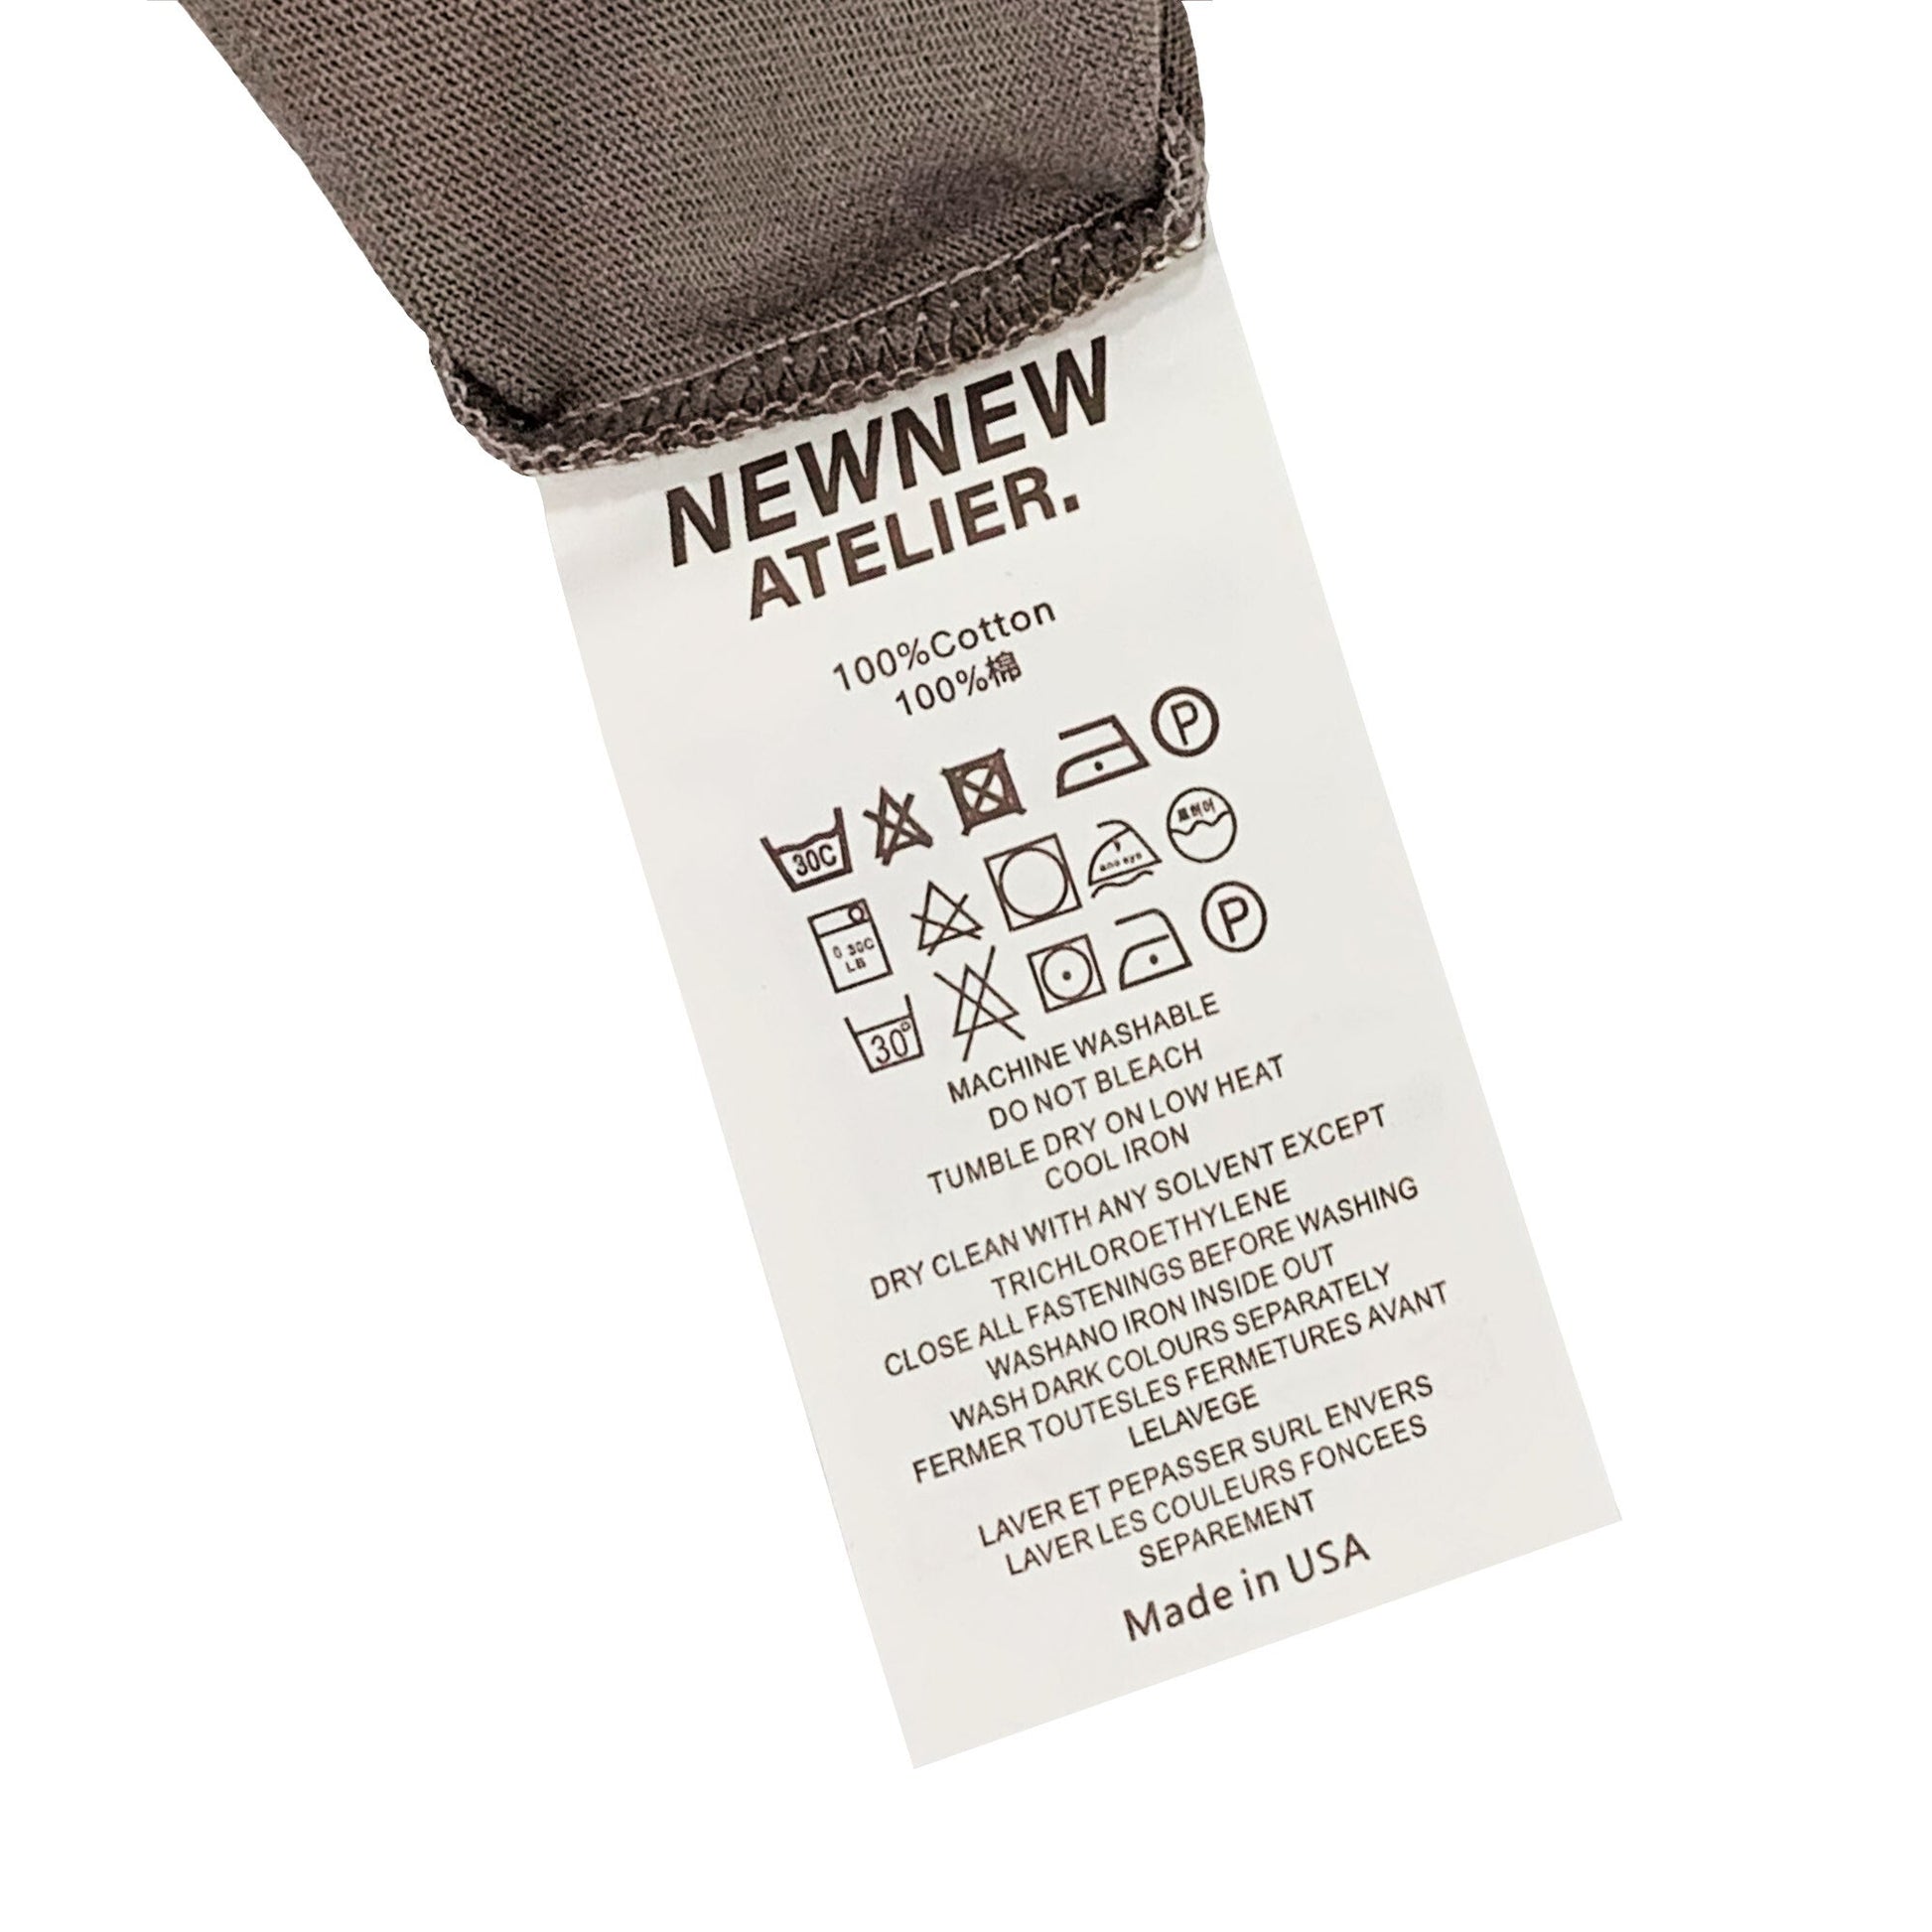 NEWNEW
ATELIER.
100%Cotton
100%棉
P
30C
0 30C
LB
P
30°
MACHINE WASHABLE
DO NOT BLEACH
TUMBLE DRY ON LOW HEAT
COOL IRON
DRY CLEAN WITH ANY SOLVENT EXCEPT
TRICHLOROETHYLENE
CLOSE ALL FASTENINGS BEFORE WASHING
WASHANO IRON INSIDE OUT
WASH DARK COLOURS SEPARATELY
FERMER TOUTESLES FERMETURES AVANT
LELAVEGE
LAVER ET PEPASSER SURL ENVERS
LAVER LES COULEURS FONCEES
SEPAREMENT
Made in USA